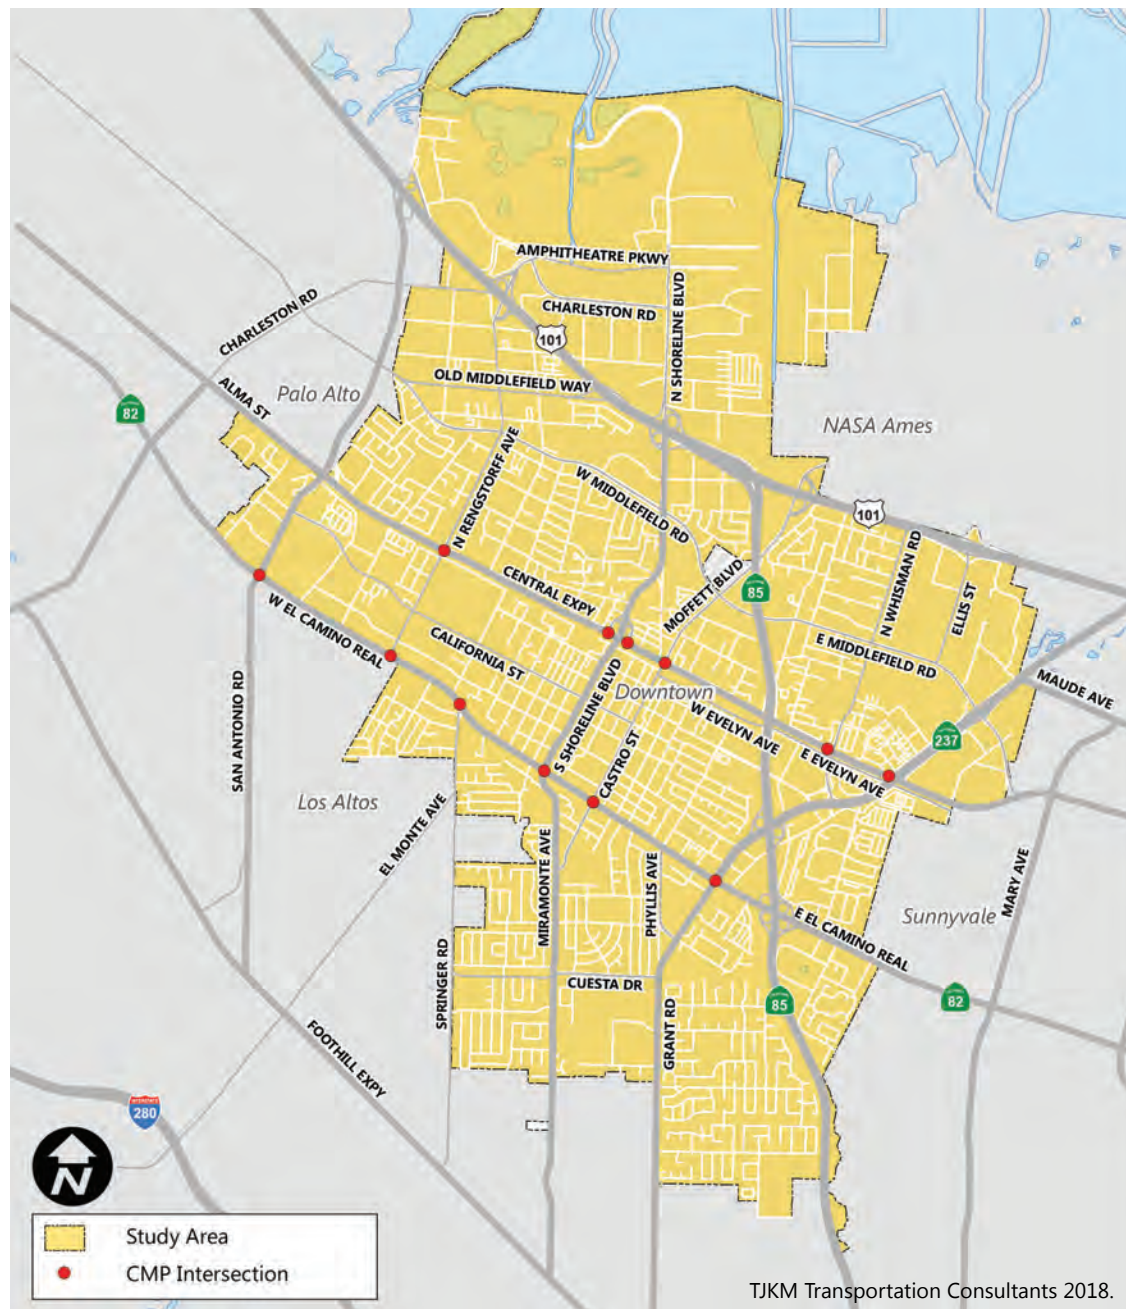 AMPHITHEATRE PKWY
CHARLESTON RD
CHARLESTON RD
N SHORELINE BLVD
101
OLD MIDDLEFIELD WAY
Palo Alto
ALMA ST
82
NASA Ames
N RENGSTORFF AVE
W MIDDLEFIELD RD
101
CENTRAL EXPY
MOFFETT BLVD
85
N WHISMAN RD
ELLIS ST
W EL CAMINO REAL
CALIFORNIA ST
E MIDDLEFIELD RD
MAUDE AVE
SAN ANTONIO RD
S SHORELINE BLVD
Downtown
W EVELYN AVE
237
E EVELYN AVE
CASTRO ST
Los Altos
EL MONTE AVE
MIRAMONTE AVE
PHYLLIS AVE
MARY AVE
Sunnyvale
E EL CAMINO REAL
SPRINGER RD
CUESTA DR
82
85
GRANT RD
FOOTHILL EXPY
INTERSTATE
280
N
Study Area
CMP Intersection
TJKM Transportation Consultants 2018.